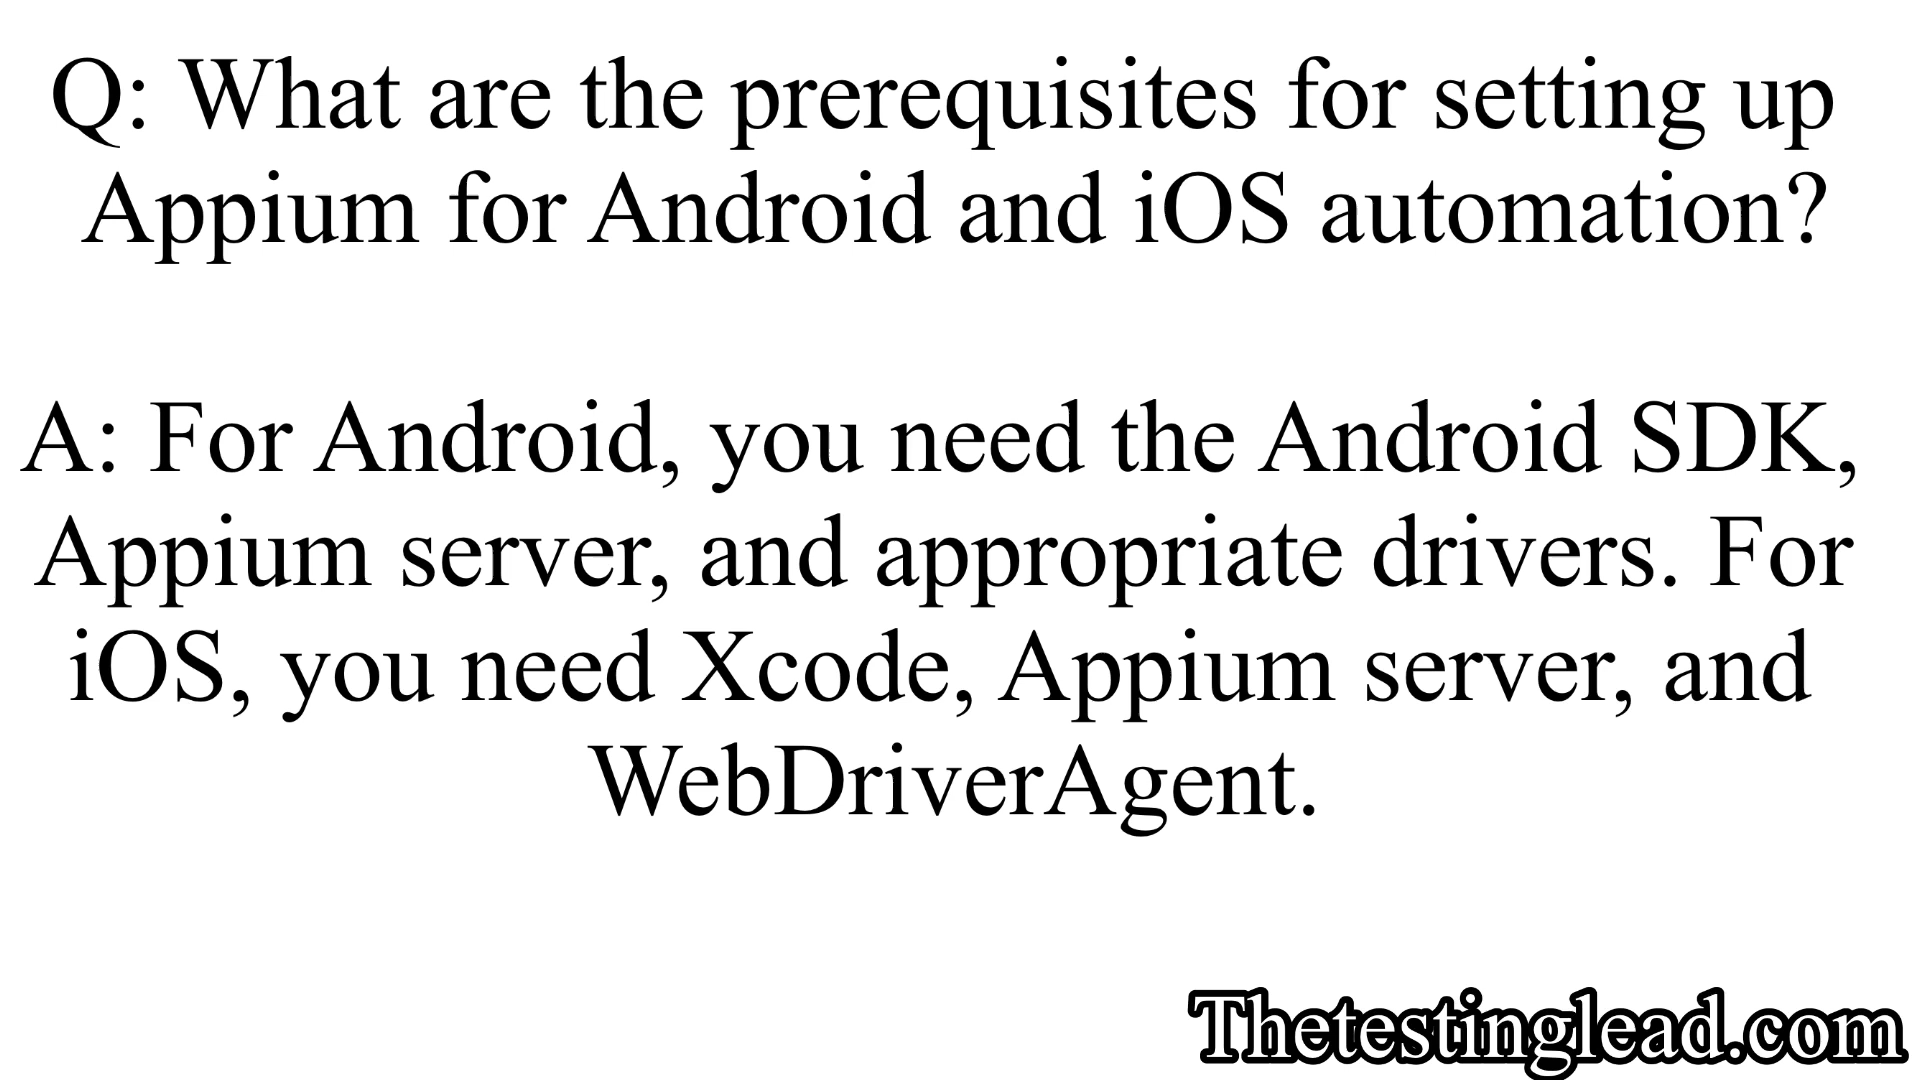 Q: What are the prerequisites for setting up
Appium for Android and iOS automation?
A: For Android, you need the Android SDK,
Appium server, and appropriate drivers. For
iOS, you need Xcode, Appium server, and
WebDriverAgent.
Thetestinglead.com